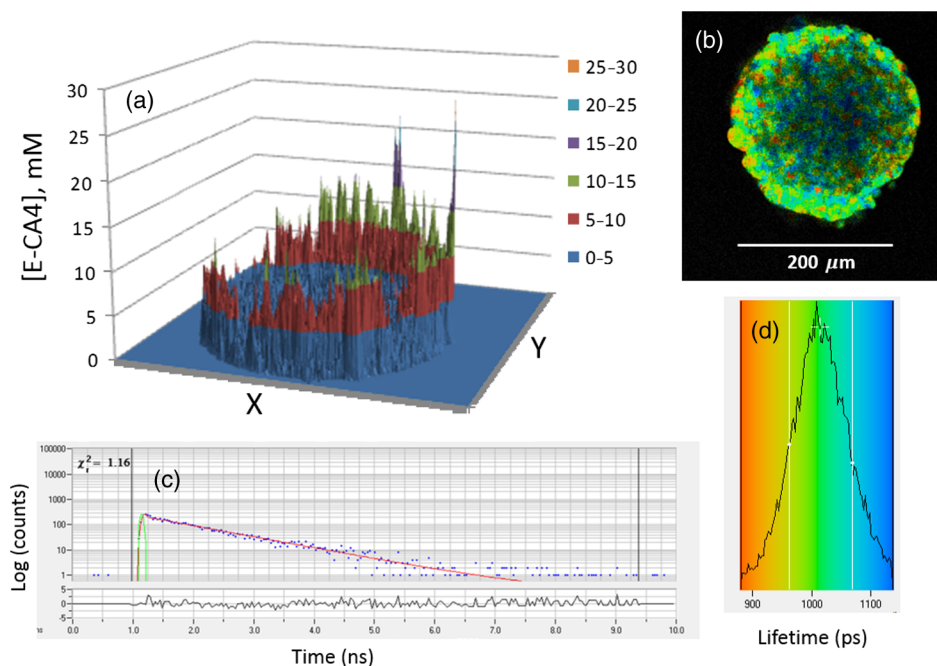 (a)
[E-CA4], mM
30
25
20
15
10
5
0
X
Y
25–30
20–25
15–20
10–15
5–10
0–5
(b)
200 μm
(c)
χr² = 1.16
Log (counts)
100000
10000
1000
100
10
1
5
0
-5
0.0 1.0 2.0 3.0 4.0 5.0 6.0 7.0 8.0 9.0 10.0
Time (ns)
(d)
900 1000 1100
Lifetime (ps)